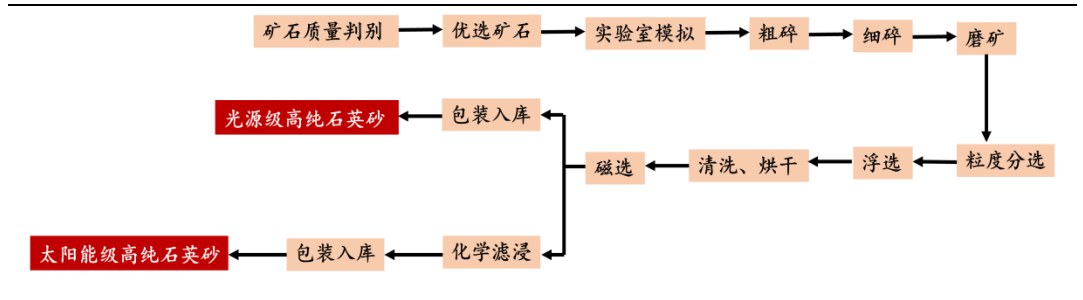 矿石质量判别
优选矿石
实验室模拟
粗碎
细碎
磨矿
粒度分选
浮选
清洗、烘干
磁选
包装入库
光源级高纯石英砂
化学滤浸
包装入库
太阳能级高纯石英砂